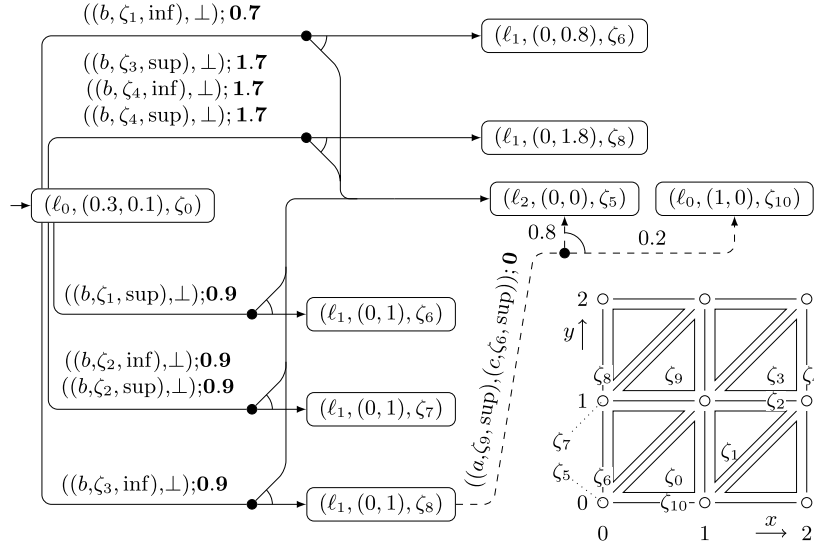 ((b, ζ₁, inf), ⊥); 0.7
(ℓ₁, (0, 0.8), ζ₆)
((b, ζ₃, sup), ⊥); 1.7
((b, ζ₄, inf), ⊥); 1.7
((b, ζ₄, sup), ⊥); 1.7
(ℓ₁, (0, 1.8), ζ₈)
(ℓ₀, (0.3, 0.1), ζ₀)
(ℓ₂, (0, 0), ζ₅)
(ℓ₀, (1, 0), ζ₁₀)
0.8
0.2
((b,ζ₁, sup),⊥);0.9
(ℓ₁, (0, 1), ζ₆)
((b,ζ₂, inf),⊥);0.9
((b,ζ₂, sup),⊥);0.9
(ℓ₁, (0, 1), ζ₇)
((b,ζ₃, inf),⊥);0.9
(ℓ₁, (0, 1), ζ₈)
((a,ζ₉, sup),(c,ζ₆, sup)); 0
2
y
ζ₈
ζ₉
ζ₃
1
ζ₂
ζ₇
ζ₁
ζ₅
ζ₆
ζ₀
0
ζ₁₀
0
1
x
2